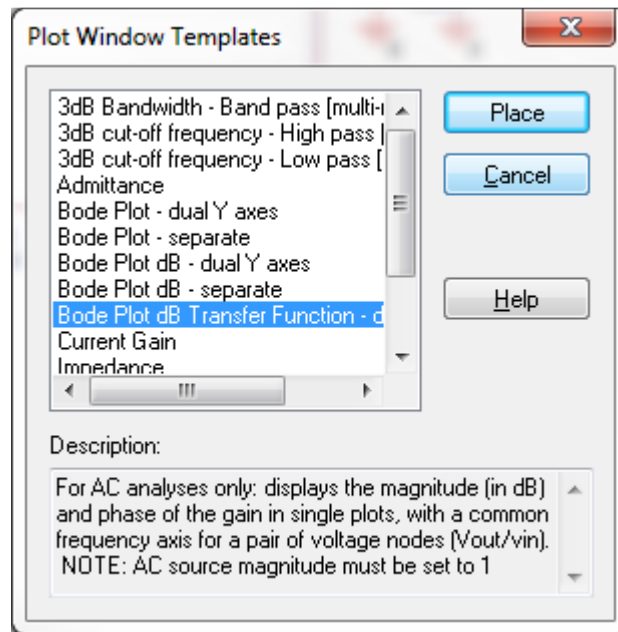 Plot Window Templates
3dB Bandwidth - Band pass [multi-
3dB cut-off frequency - High pass [
3dB cut-off frequency - Low pass [
Admittance
Bode Plot - dual Y axes
Bode Plot - separate
Bode Plot dB - dual Y axes
Bode Plot dB - separate
Bode Plot dB Transfer Function - d
Current Gain
Impedance
Place
Cancel
Help
Description:
For AC analyses only: displays the magnitude (in dB)
and phase of the gain in single plots, with a common
frequency axis for a pair of voltage nodes (Vout/vin).
NOTE: AC source magnitude must be set to 1